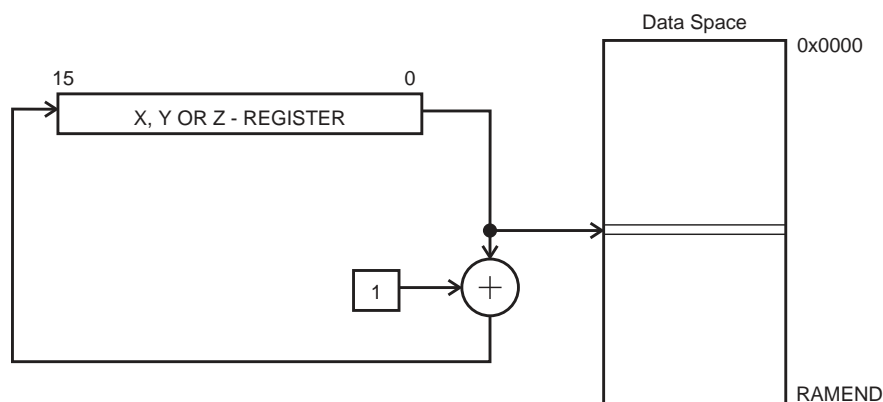 Data Space
0x0000
15
0
X, Y OR Z - REGISTER
1
+
RAMEND